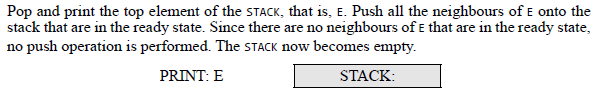 Pop and print the top element of the STACK, that is, E. Push all the neighbours of E onto the
stack that are in the ready state. Since there are no neighbours of E that are in the ready state,
no push operation is performed. The STACK now becomes empty.
PRINT: E STACK: